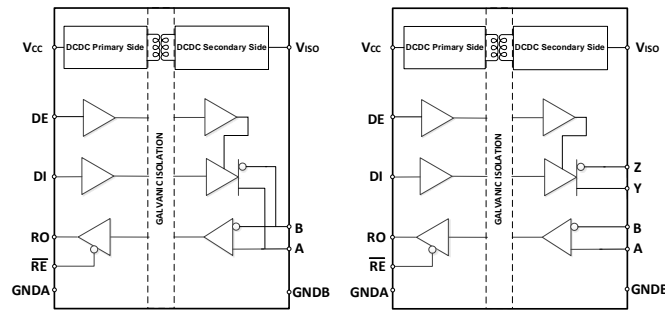 VCC
DCDC Primary Side
DCDC Secondary Side
VISO
DE
DI
RO
RE
GNDA
GALVANIC ISOLATION
B
A
GNDB
VCC
DCDC Primary Side
DCDC Secondary Side
VISO
DE
DI
RO
RE
GNDA
GALVANIC ISOLATION
Z
Y
B
A
GNDB